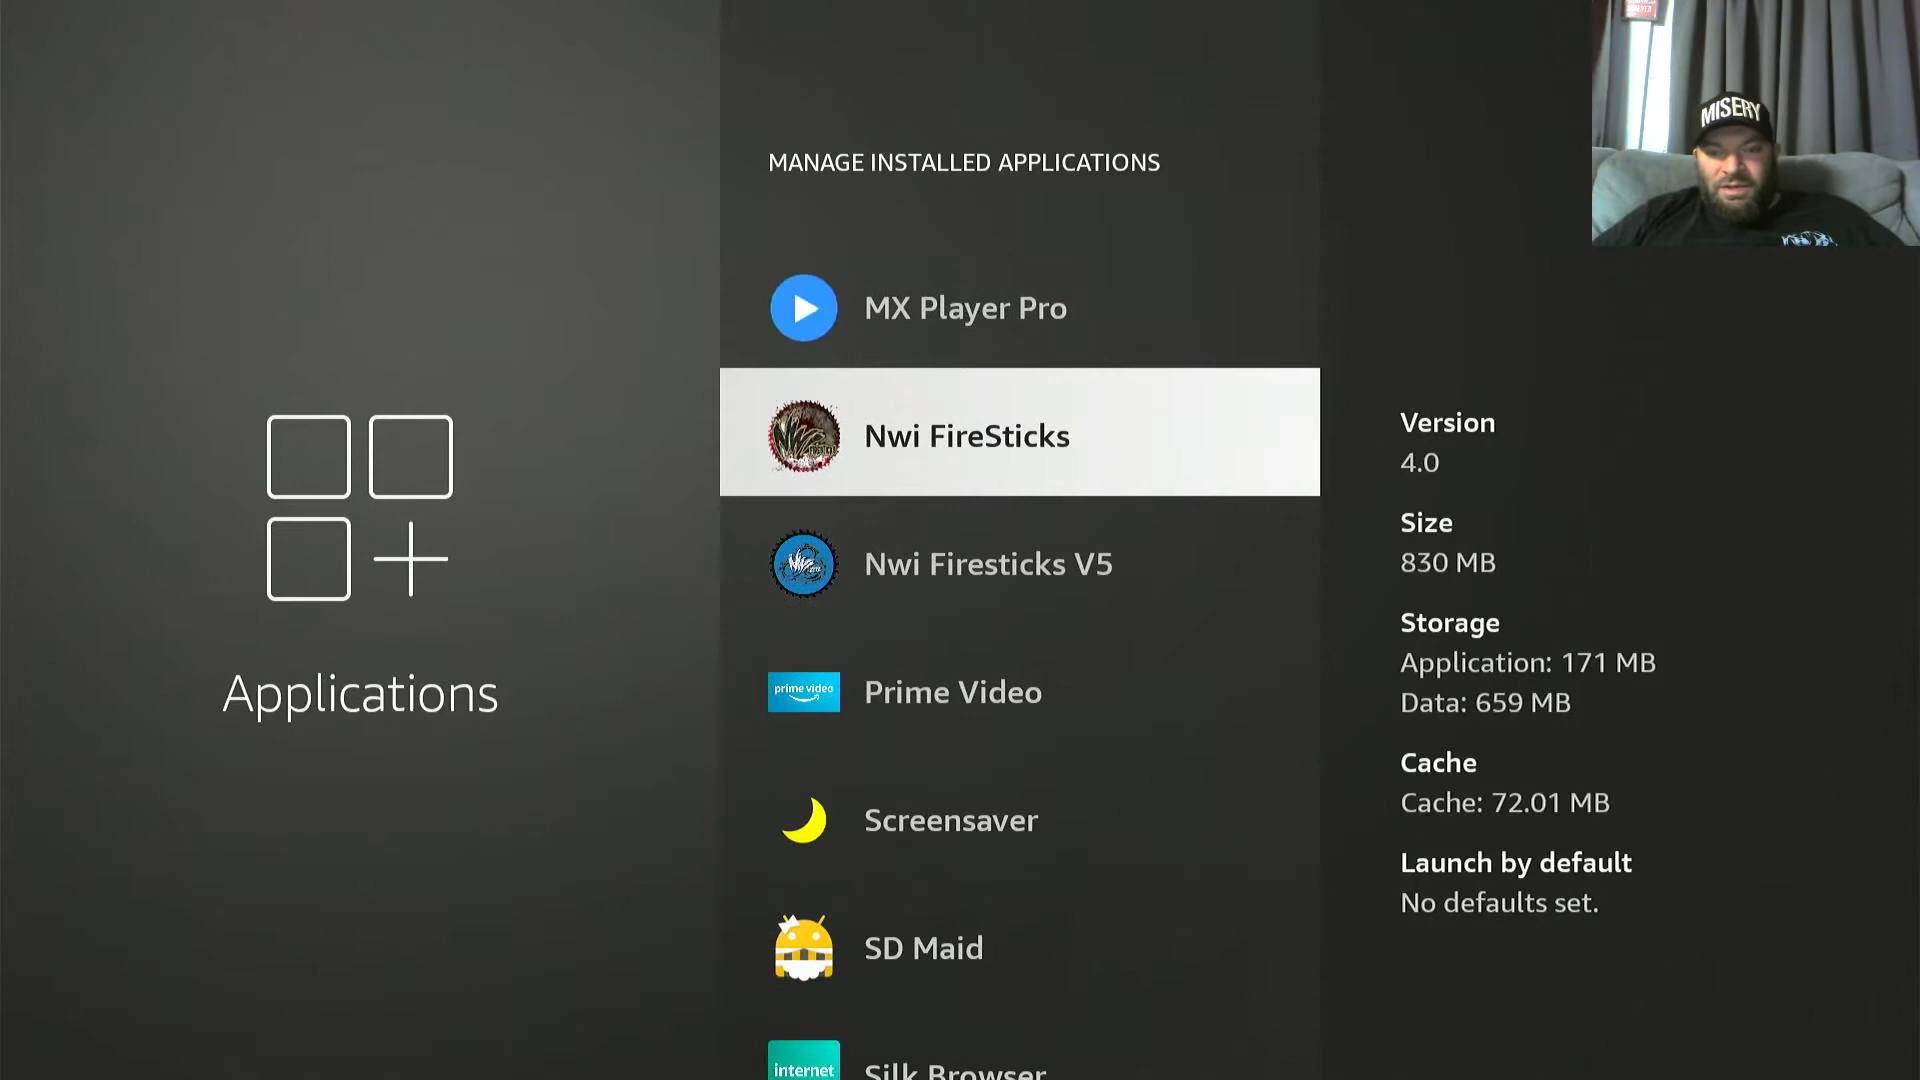 MISERY
MANAGE INSTALLED APPLICATIONS
MX Player Pro
Nwi FireSticks
Nwi Firesticks V5
prime video
Prime Video
Screensaver
SD Maid
internet
Silk Browser
Applications
Version
4.0
Size
830 MB
Storage
Application: 171 MB
Data: 659 MB
Cache
Cache: 72.01 MB
Launch by default
No defaults set.